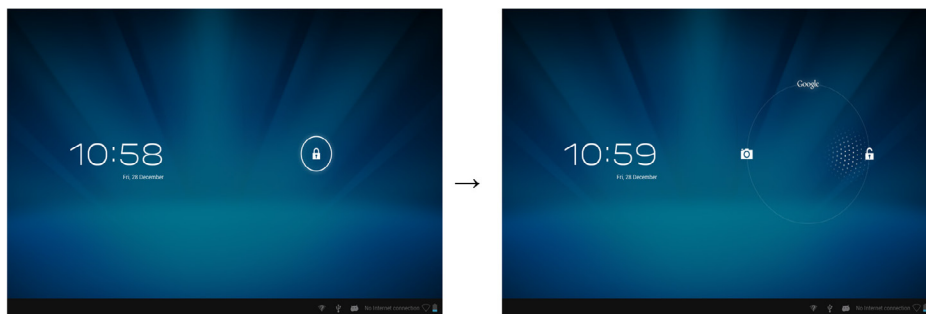 10:58
Fri, 28 December
No Internet connection
→
Google
10:59
Fri, 28 December
No Internet connection